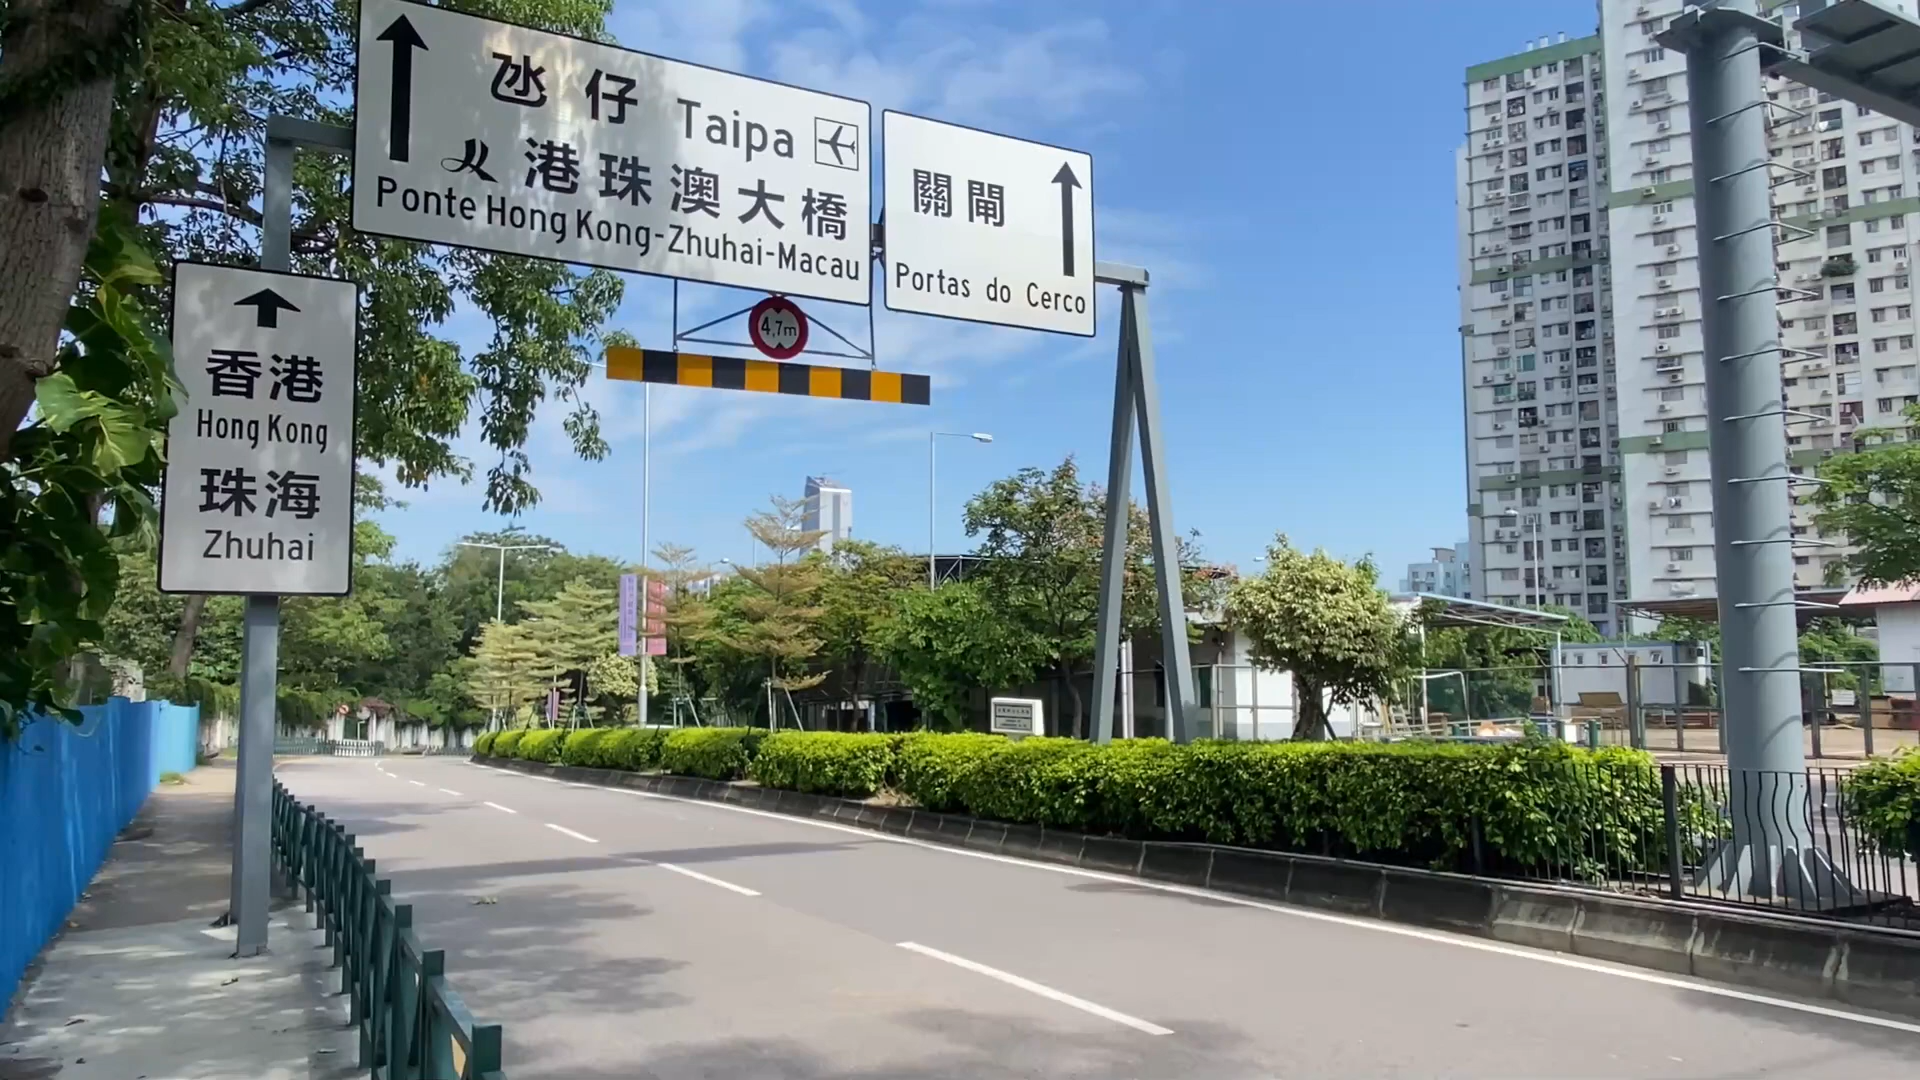 氹仔 Taipa
港珠澳大橋
Ponte Hong Kong-Zhuhai-Macau
關閘
Portas do Cerco
4,7m
香港
Hong Kong
珠海
Zhuhai